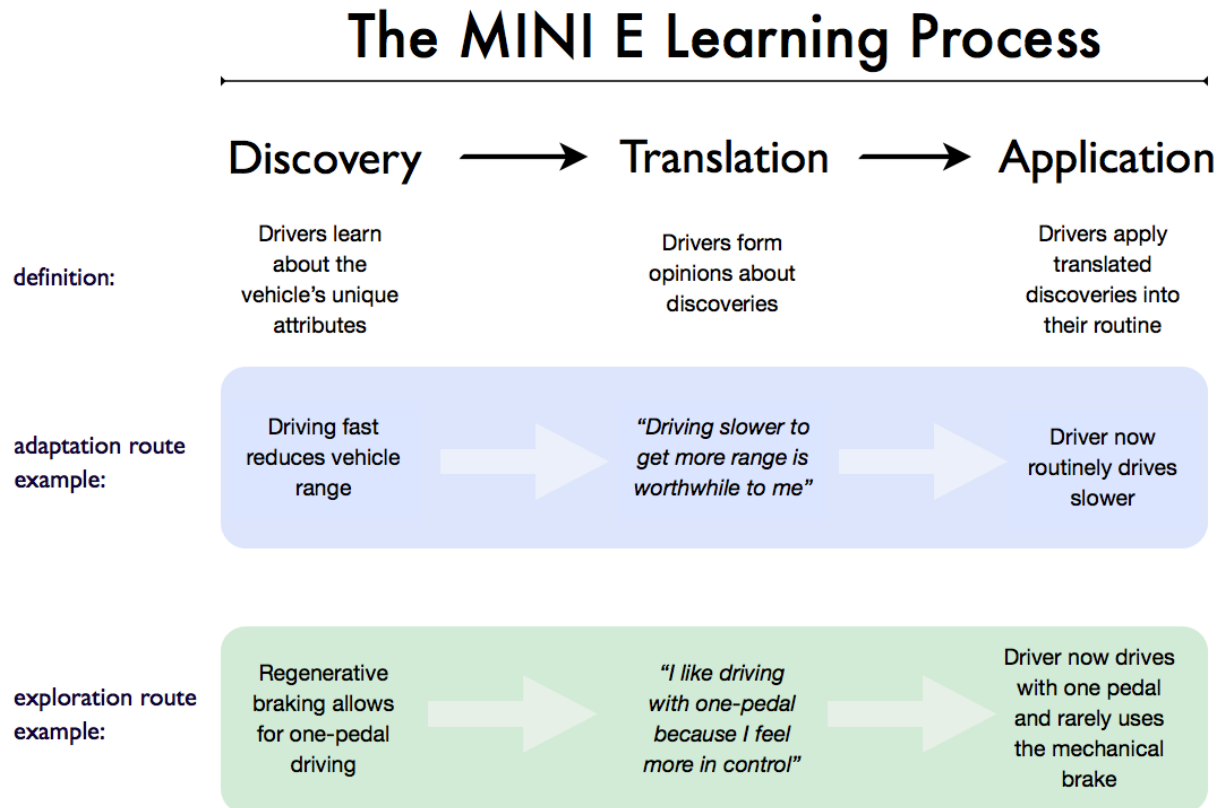 The MINI E Learning Process
Discovery
Translation
Application
definition:
Drivers learn
about the
vehicle's unique
attributes
Drivers form
opinions about
discoveries
Drivers apply
translated
discoveries into
their routine
adaptation route
example:
Driving fast
reduces vehicle
range
“Driving slower to
get more range is
worthwhile to me”
Driver now
routinely drives
slower
exploration route
example:
Regenerative
braking allows
for one-pedal
driving
“I like driving
with one-pedal
because I feel
more in control”
Driver now drives
with one pedal
and rarely uses
the mechanical
brake